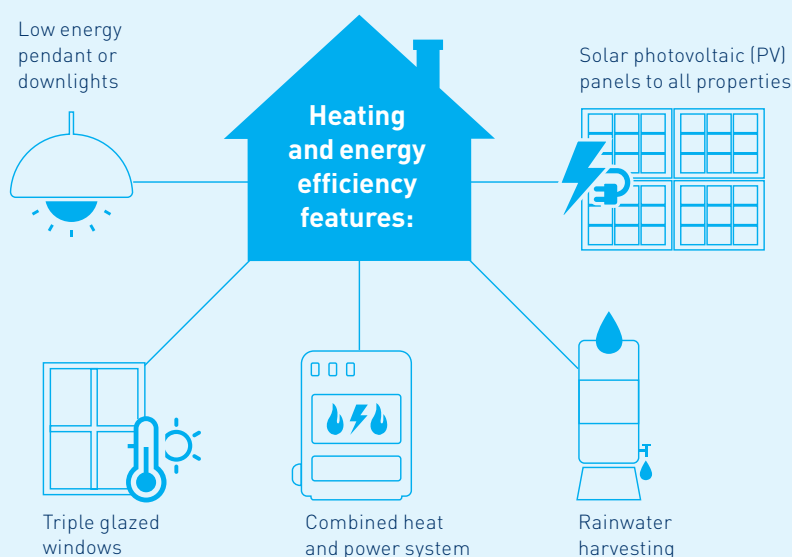 Low energy
pendant or
downlights
Heating
and energy
efficiency
features:
Solar photovoltaic (PV)
panels to all properties
Triple glazed
windows
Combined heat
and power system
Rainwater
harvesting